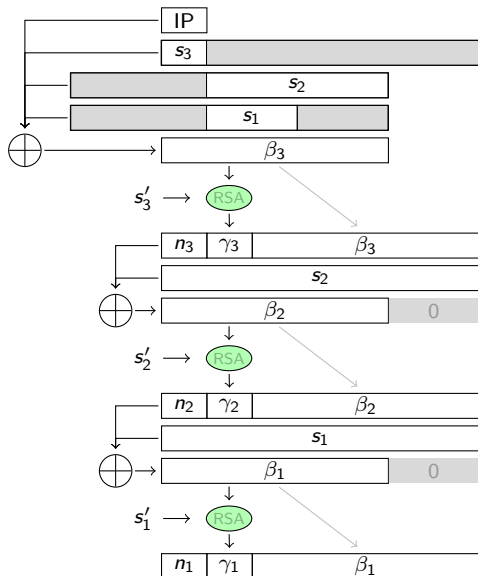 IP
s₃
s₂
s₁
β₃
s′₃ RSA
n₃ γ₃ β₃
s₂
β₂ 0
s′₂ RSA
n₂ γ₂ β₂
s₁
β₁ 0
s′₁ RSA
n₁ γ₁ β₁